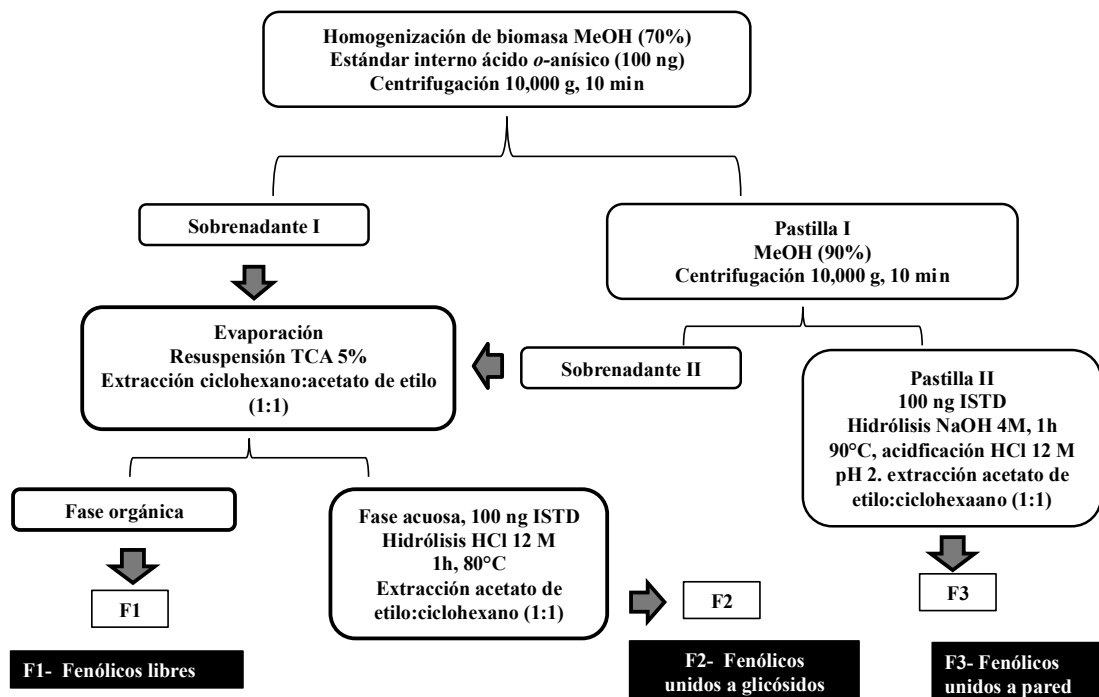 Homogenización de biomasa MeOH (70%)
Estándar interno ácido o-anísico (100 ng)
Centrifugación 10,000 g, 10 min
Sobrenadante I
Pastilla I
MeOH (90%)
Centrifugación 10,000 g, 10 min
Evaporación
Resuspensión TCA 5%
Extracción ciclohexano:acetato de etilo
(1:1)
Sobrenadante II
Pastilla II
100 ng ISTD
Hidrólisis NaOH 4M, 1h
90°C, acidficación HCl 12 M
pH 2. extracción acetato de
etilo:ciclohexaano (1:1)
Fase orgánica
Fase acuosa, 100 ng ISTD
Hidrólisis HCl 12 M
1h, 80°C
Extracción acetato de
etilo:ciclohexano (1:1)
F1
F2
F3
F1- Fenólicos libres
F2- Fenólicos
unidos a glicósidos
F3- Fenólicos
unidos a pared